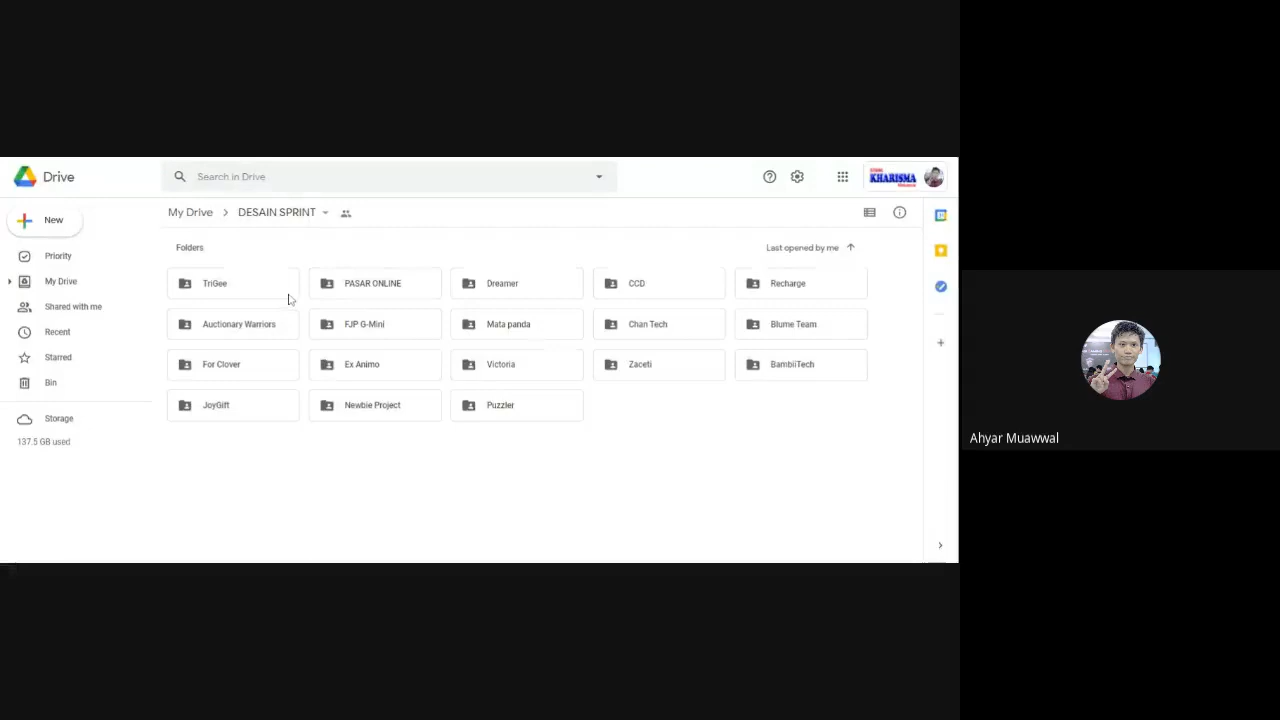 Drive
Search in Drive
KHARISMA
New
My Drive
DESAIN SPRINT
Priority
My Drive
Shared with me
Recent
Starred
Bin
Storage
137.5 GB used
Folders
Last opened by me
TriGee
PASAR ONLINE
Dreamer
CCD
Recharge
Auctionary Warriors
FJP G-Mini
Mata panda
Chan Tech
Blume Team
For Clover
Ex Animo
Victoria
Zaceti
BambiiTech
JoyGift
Newbie Project
Puzzler
Ahyar Muawwal